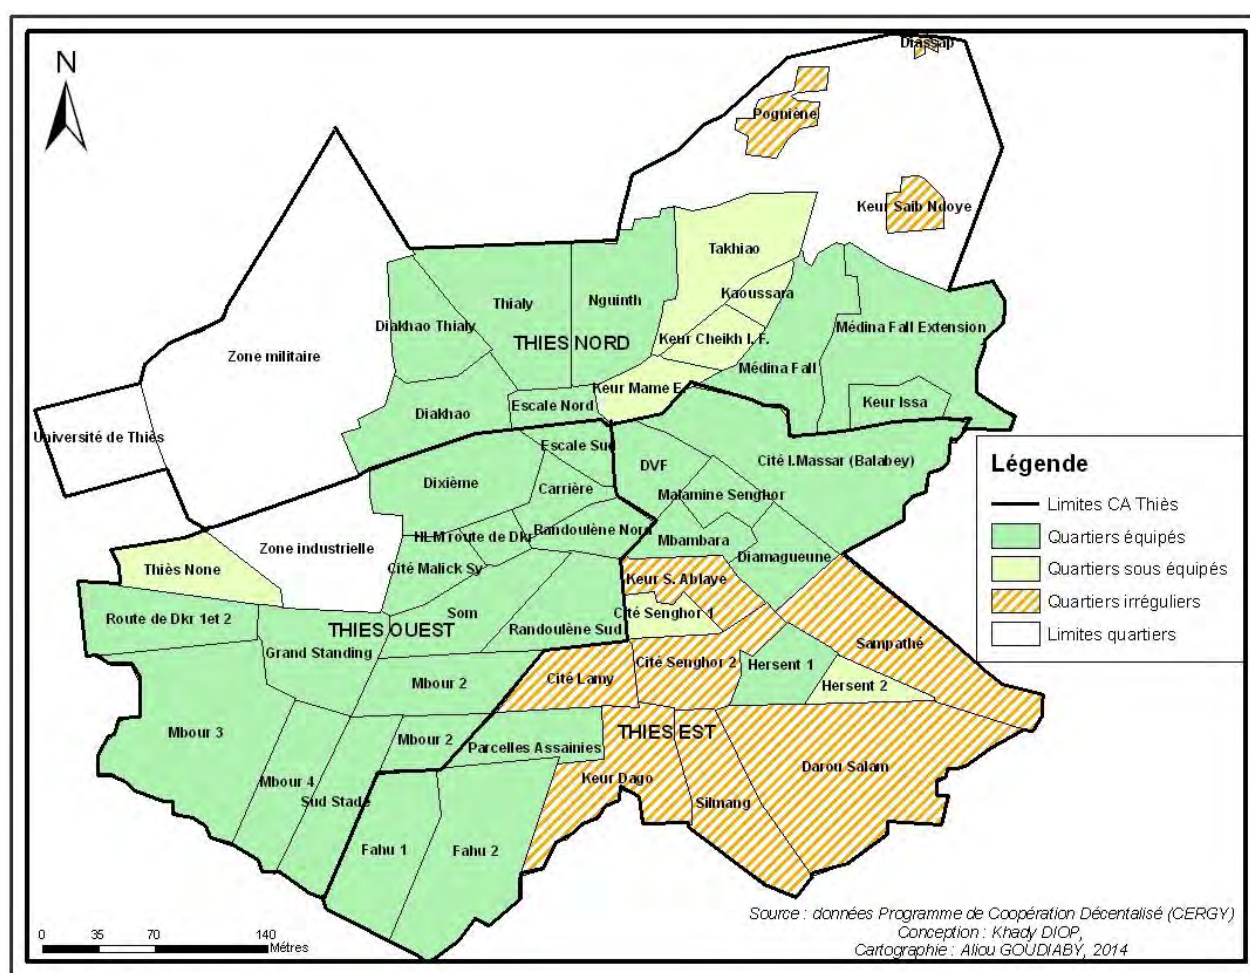 N
Diassap
Pogniène
Keur Saib Ndoye
Takhiao
Kaoussara
Thialy
Nguinth
Diakhao Thialy
Médina Fall Extension
THIES NORD
Keur Cheikh I. F.
Zone militaire
Médina Fall
Keur Mame E.
Keur Issa
Escale Nord
Diakhao
Université de Thiès
Escale Sud
DVF
Cité I.Massar (Balabey)
Dixième
Carrière
Malamine Senghor
HLM route de Dkr
Randoulène Nord
Mbambara
Zone industrielle
Diamagueune
Thiès None
Cité Malick Sy
Keur S. Ablaye
Route de Dkr 1et 2
Som
Cité Senghor 1
THIES OUEST
Randoulène Sud
Sampathé
Grand Standing
Cité Senghor 2
Hersent 1
Cité Lamy
Mbour 2
Hersent 2
Mbour 3
Mbour 2
THIES EST
Parcelles Assainies
Darou Salam
Mbour 4
Keur Dago
Sud Stade
Silmang
Fahu 1
Fahu 2
Légende
Limites CA Thiès
Quartiers équipés
Quartiers sous équipés
Quartiers irréguliers
Limites quartiers
0 35 70 140
Métres
Source : données Programme de Coopération Décentalisé (CERGY)
Conception : Khady DIOP,
Cartographie : Aliou GOUDIABY, 2014